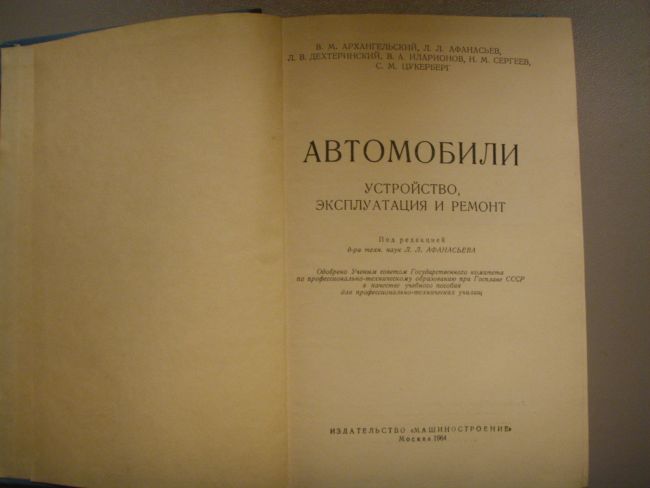 В. М. АРХАНГЕЛЬСКИЙ, Л. Л. АФАНАСЬЕВ,
Л. В. ДЕХТЕРИНСКИЙ, В. А. ИЛАРИОНОВ, Н. М. СЕРГЕЕВ,
С. М. ЦУКЕРБЕРГ
АВТОМОБИЛИ
УСТРОЙСТВО,
ЭКСПЛУАТАЦИЯ И РЕМОНТ
Под редакцией
д-ра техн. наук Л. Л. АФАНАСЬЕВА
Одобрено Ученым советом Государственного комитета
по профессионально-техническому образованию при Госплане СССР
в качестве учебного пособия
для профессионально-технических училищ
ИЗДАТЕЛЬСТВО «МАШИНОСТРОЕНИЕ»
Москва 1964